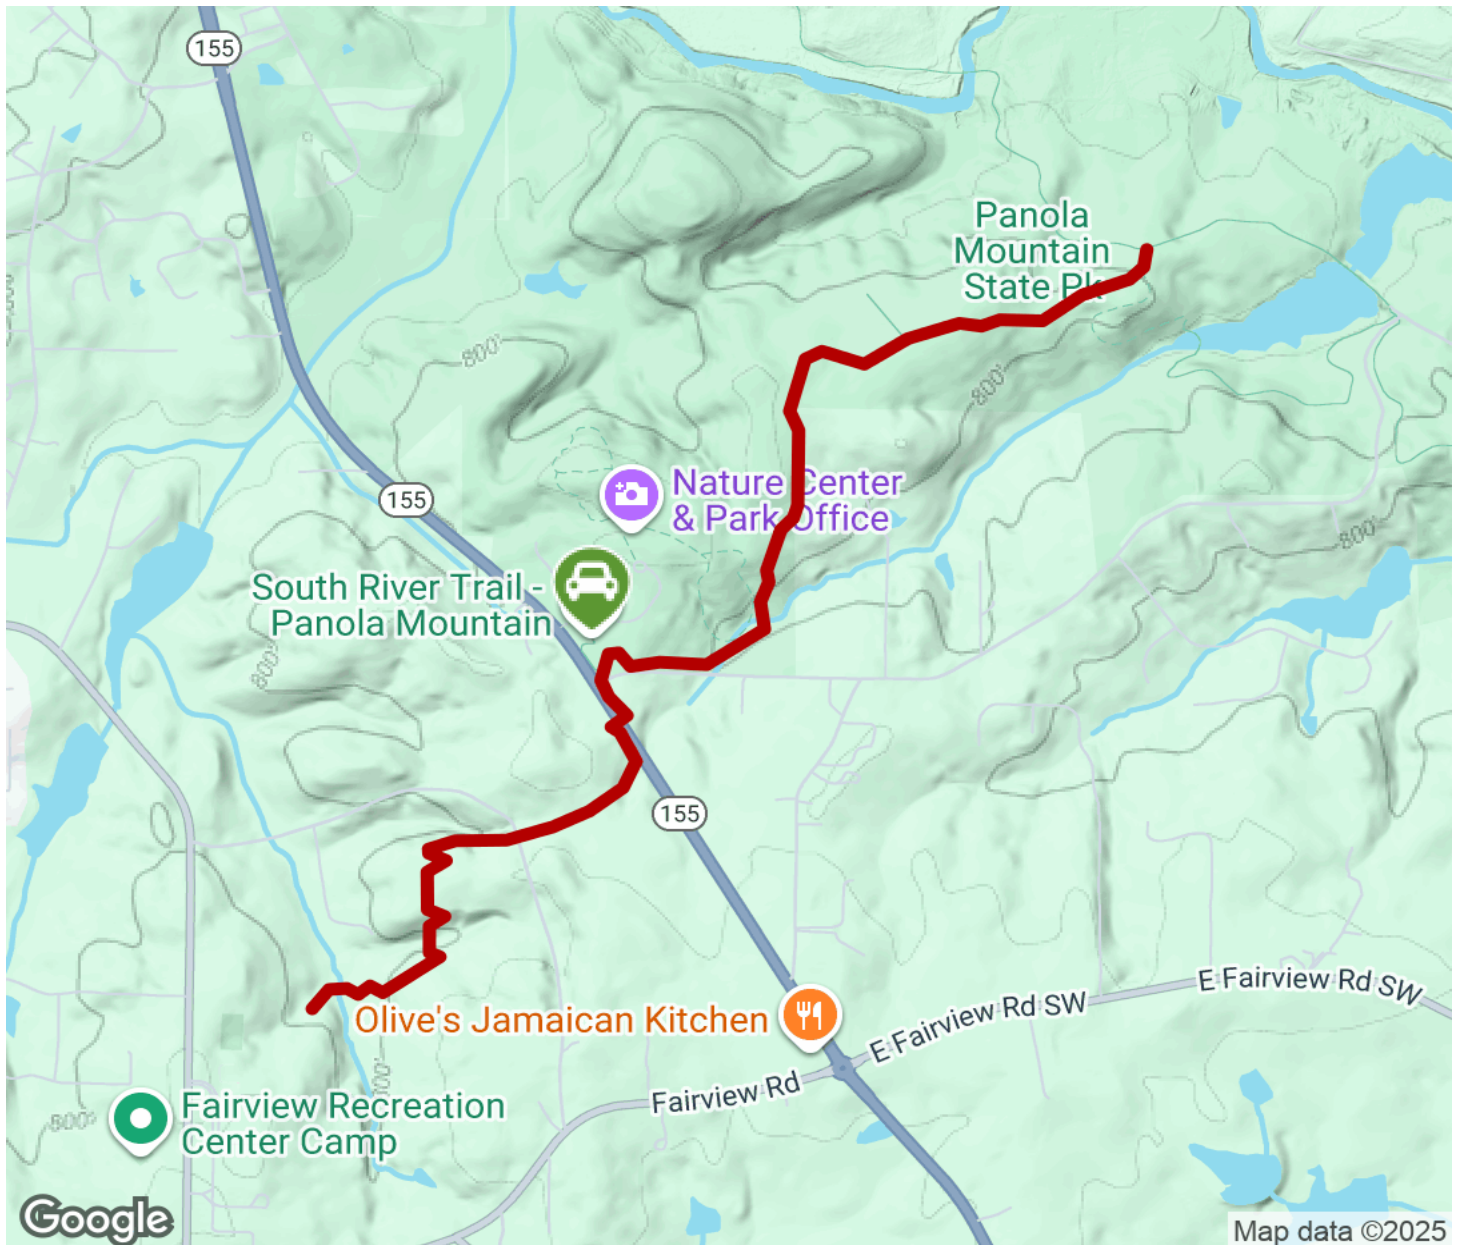 155
Panola
Mountain
State Pk
800'
800'
Nature Center
& Park Office
155
800'
South River Trail -
Panola Mountain
800'
155
E Fairview Rd SW
E Fairview Rd SW
Olive's Jamaican Kitchen
Fairview Rd
800'
Fairview Recreation
Center Camp
800'
Google
Map data ©2025